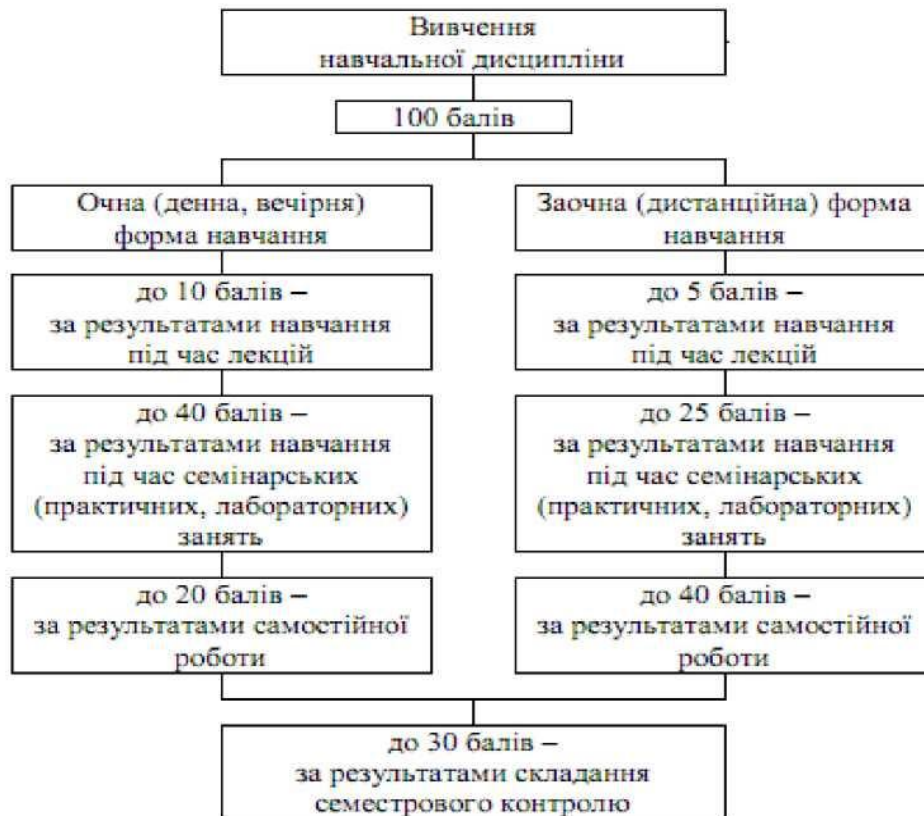 Вивчення
навчальної дисципліни
100 балів
Очна (денна, вечірня)
форма навчання
до 10 балів –
за результатами навчання
під час лекцій
до 40 балів –
за результатами навчання
під час семінарських
(практичних, лабораторних)
занять
до 20 балів –
за результатами самостійної
роботи
Заочна (дистанційна) форма
навчання
до 5 балів –
за результатами навчання
під час лекцій
до 25 балів –
за результатами навчання
під час семінарських
(практичних, лабораторних)
занять
до 40 балів –
за результатами самостійної
роботи
до 30 балів –
за результатами складання
семестрового контролю